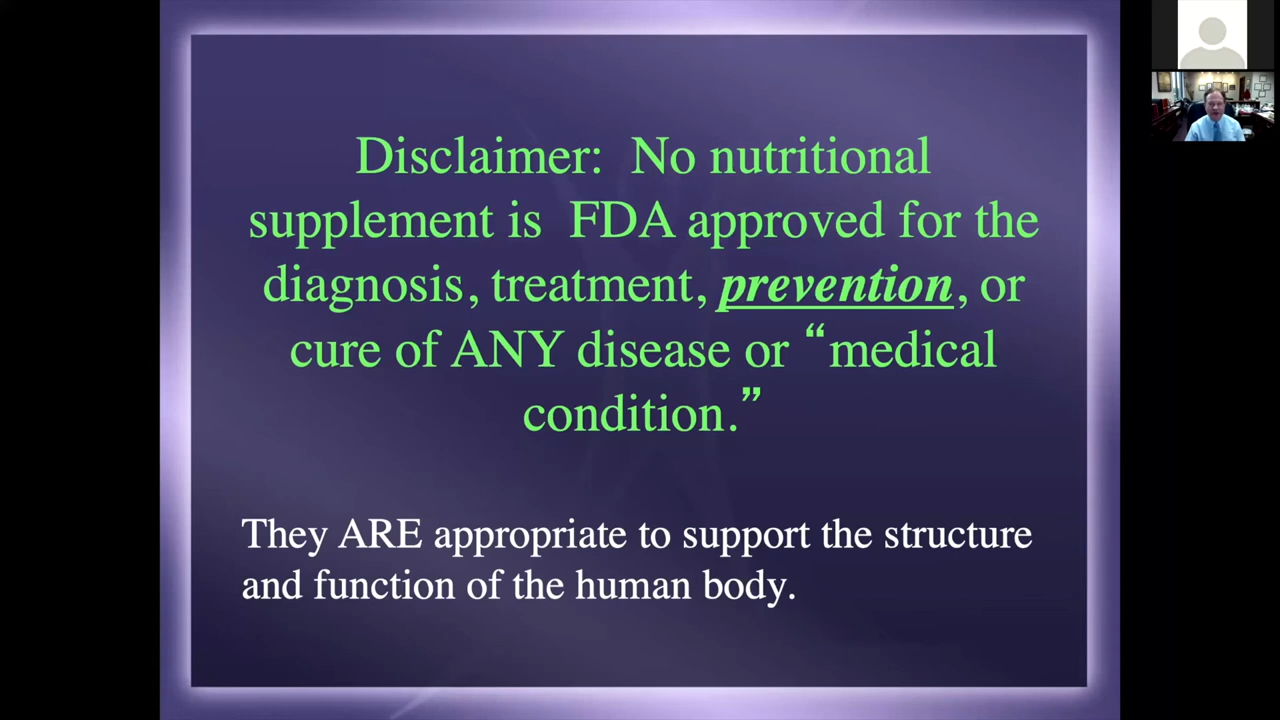 Disclaimer: No nutritional
supplement is FDA approved for the
diagnosis, treatment, prevention, or
cure of ANY disease or “medical
condition.”
They ARE appropriate to support the structure
and function of the human body.